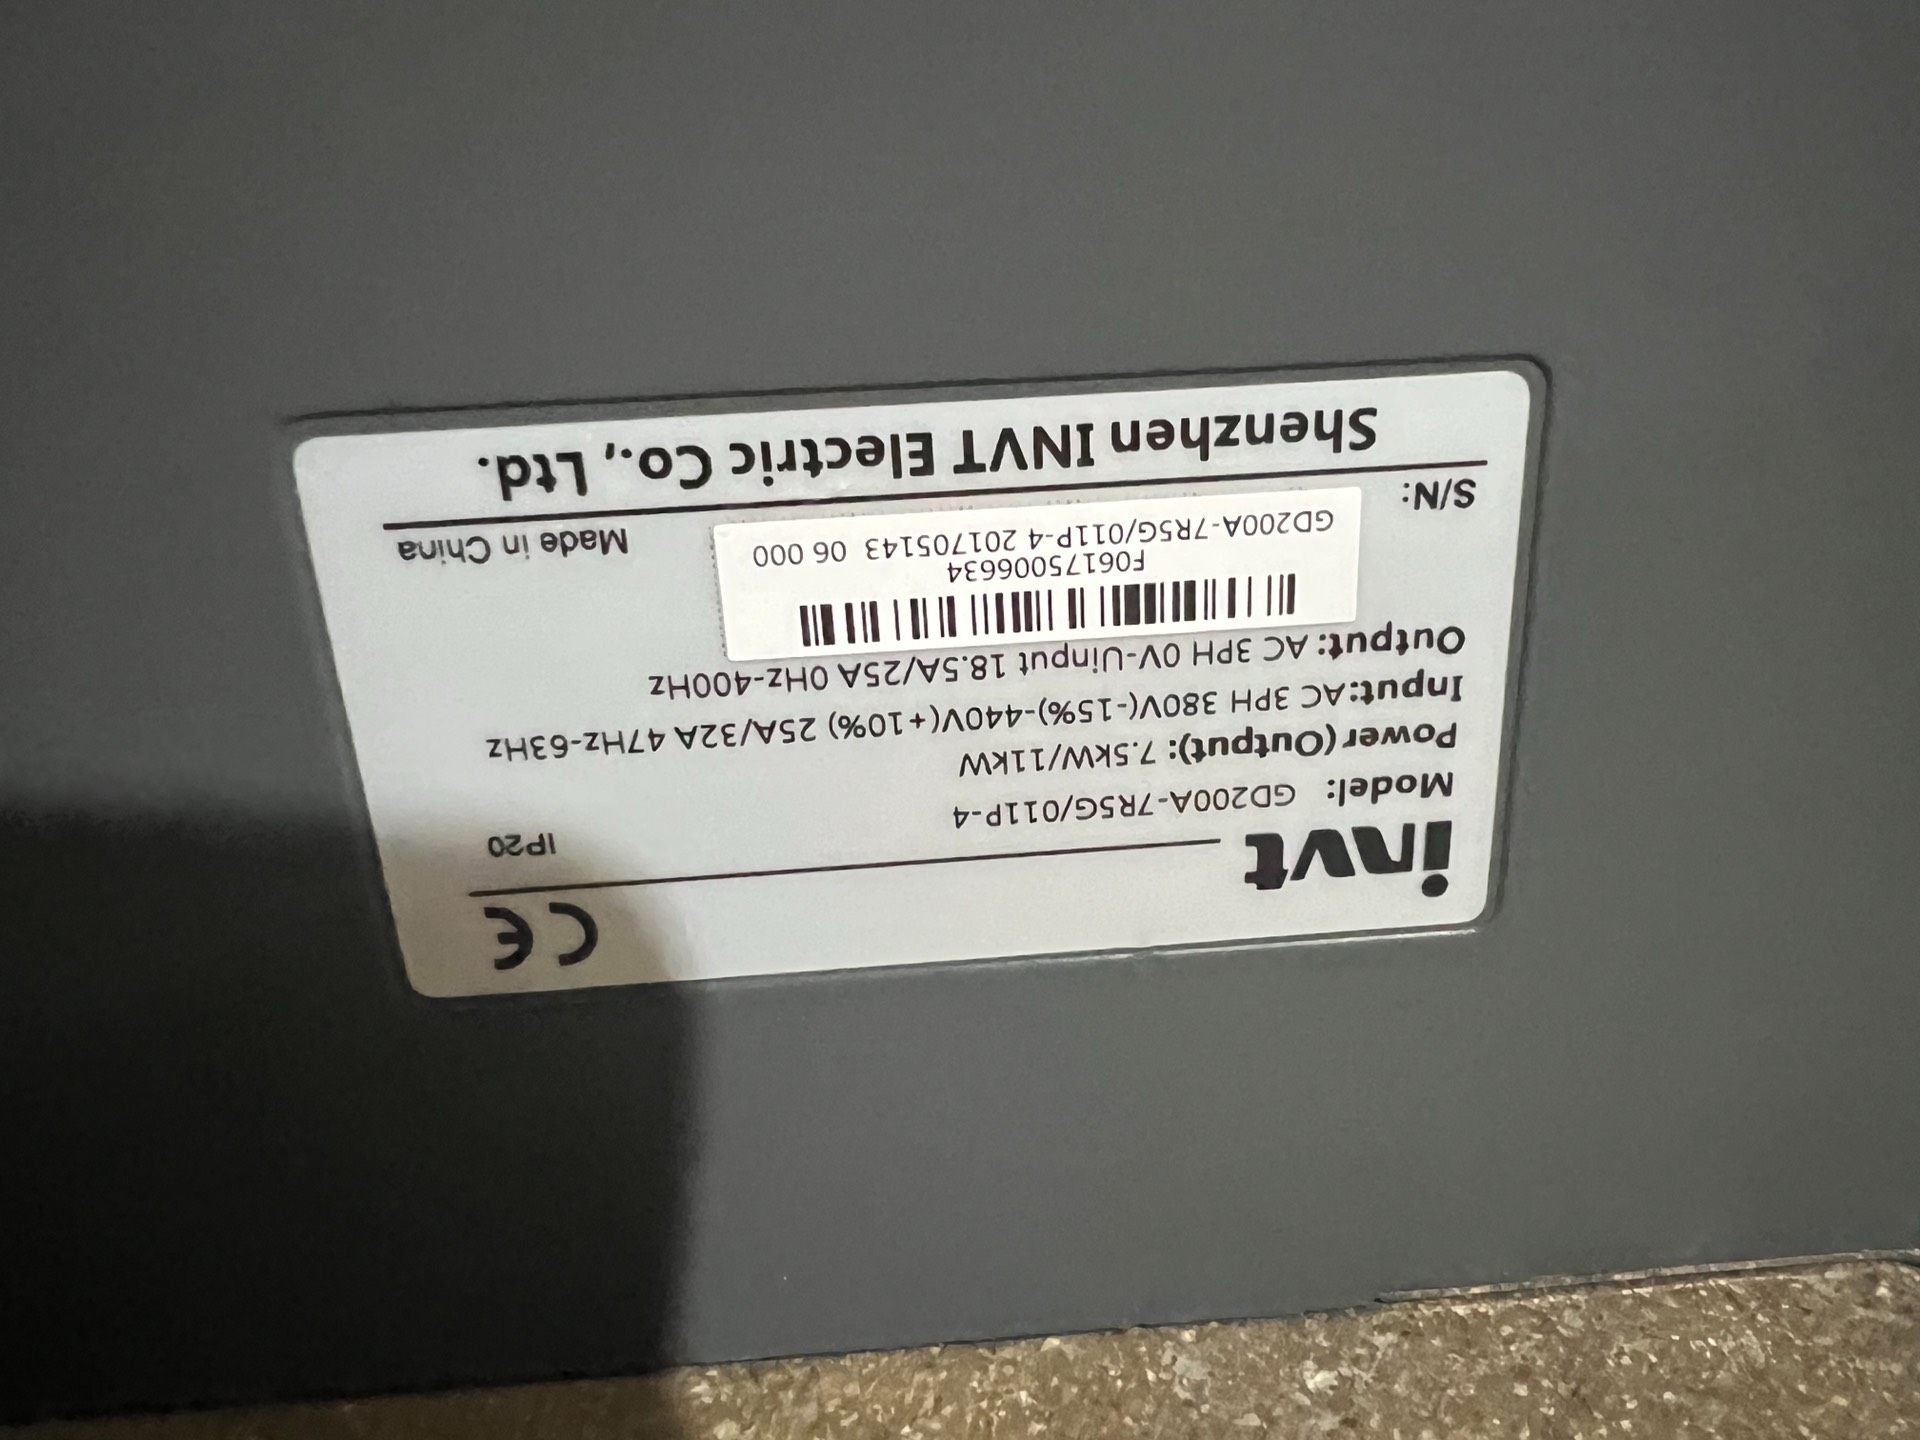 CE
invt
IP20
Model: GD200A-7R5G/011P-4
Power(Output): 7.5kW/11kW
Input:AC 3PH 380V(-15%)-440V(+10%) 25A/32A 47Hz-63Hz
Output: AC 3PH 0V-Uinput 18.5A/25A 0Hz-400Hz
F06175006634
GD200A-7R5G/011P-4 201705143 06 000
S/N:
Made in China
Shenzhen INVT Electric Co., Ltd.